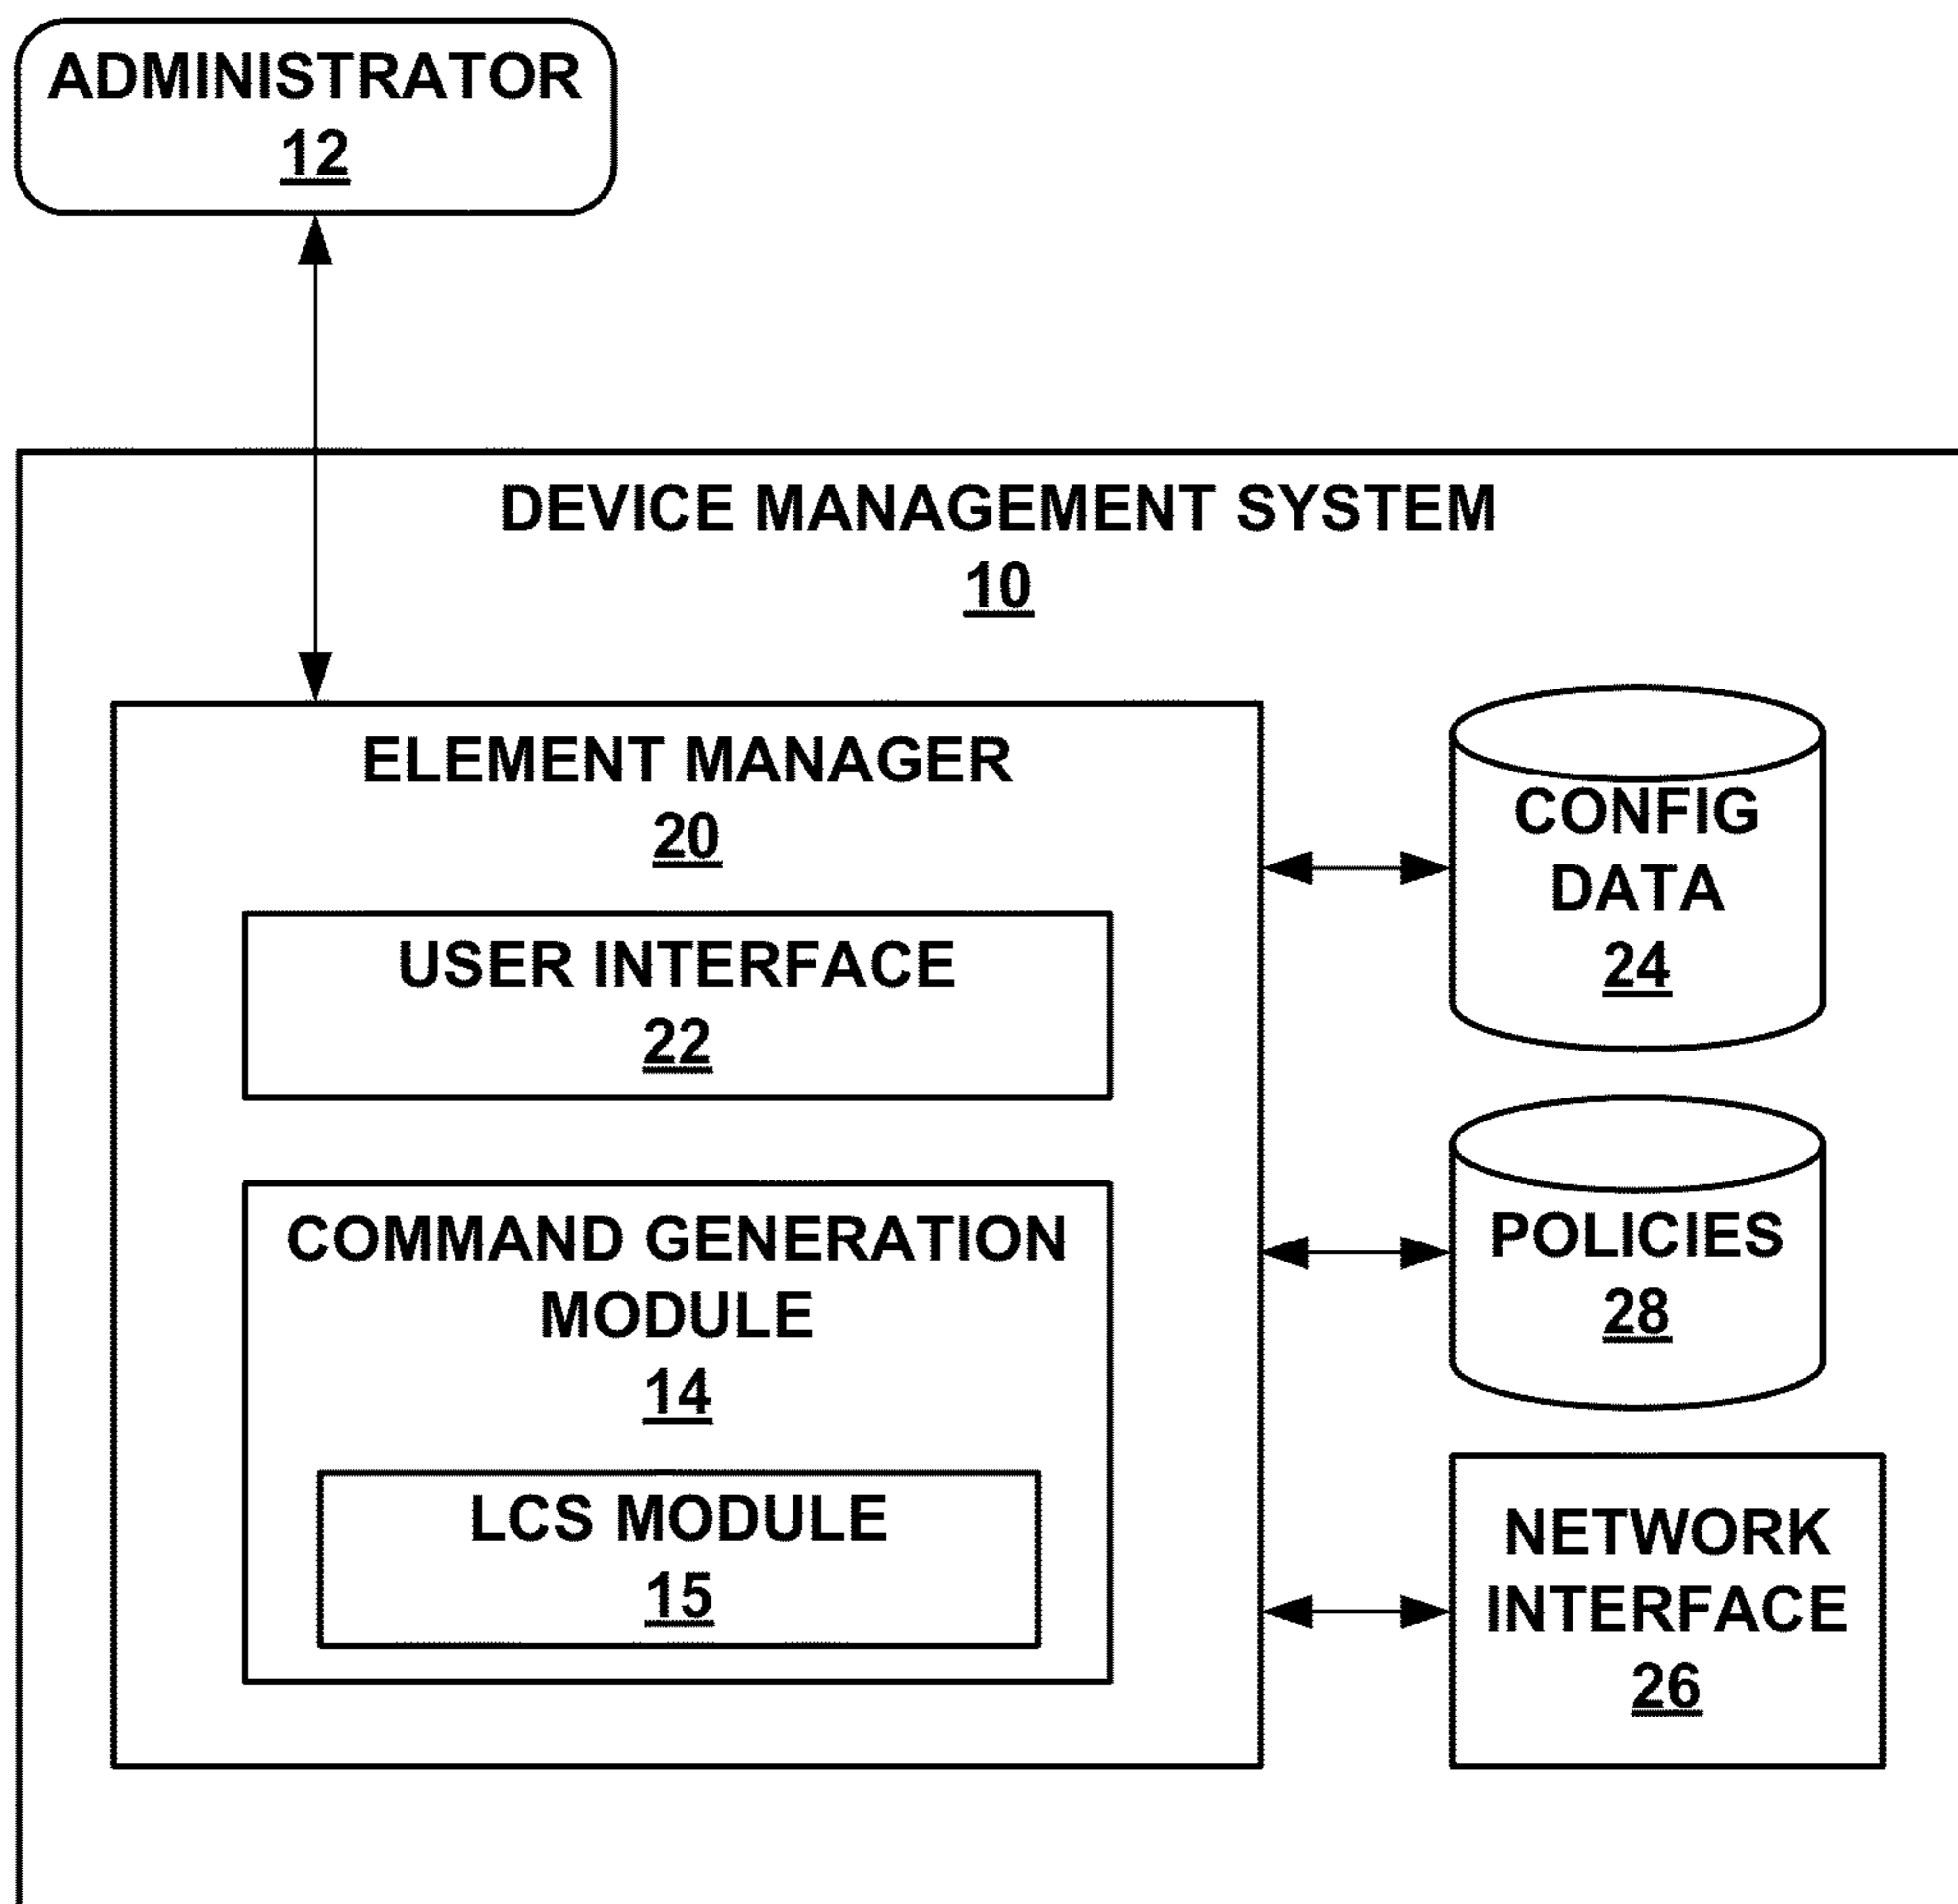 ADMINISTRATOR
12
DEVICE MANAGEMENT SYSTEM
10
ELEMENT MANAGER
20
USER INTERFACE
22
COMMAND GENERATION
MODULE
14
LCS MODULE
15
CONFIG
DATA
24
POLICIES
28
NETWORK
INTERFACE
26